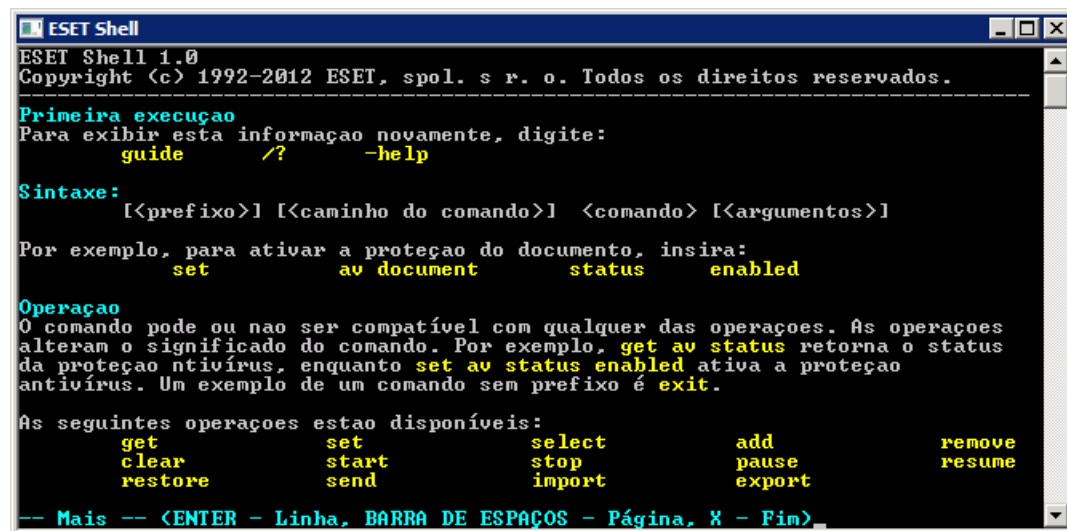 ESET Shell
ESET Shell 1.0
Copyright (c) 1992-2012 ESET, spol. s r. o. Todos os direitos reservados.
Primeira execuçao
Para exibir esta informaçao novamente, digite:
guide /? -help
Sintaxe:
[<prefixo>] [<caminho do comando>] <comando> [<argumentos>]
Por exemplo, para ativar a proteçao do documento, insira:
set av document status enabled
Operaçao
O comando pode ou nao ser compatível com qualquer das operaçoes. As operaçoes
alteram o significado do comando. Por exemplo, get av status retorna o status
da proteçao ntivírus, enquanto set av status enabled ativa a proteçao
antivírus. Um exemplo de um comando sem prefixo é exit.
As seguintes operaçoes estao disponíveis:
get set select add remove
clear start stop pause resume
restore send import export
-- Mais -- (ENTER - Linha, BARRA DE ESPAÇOS - Página, X - Fim)_